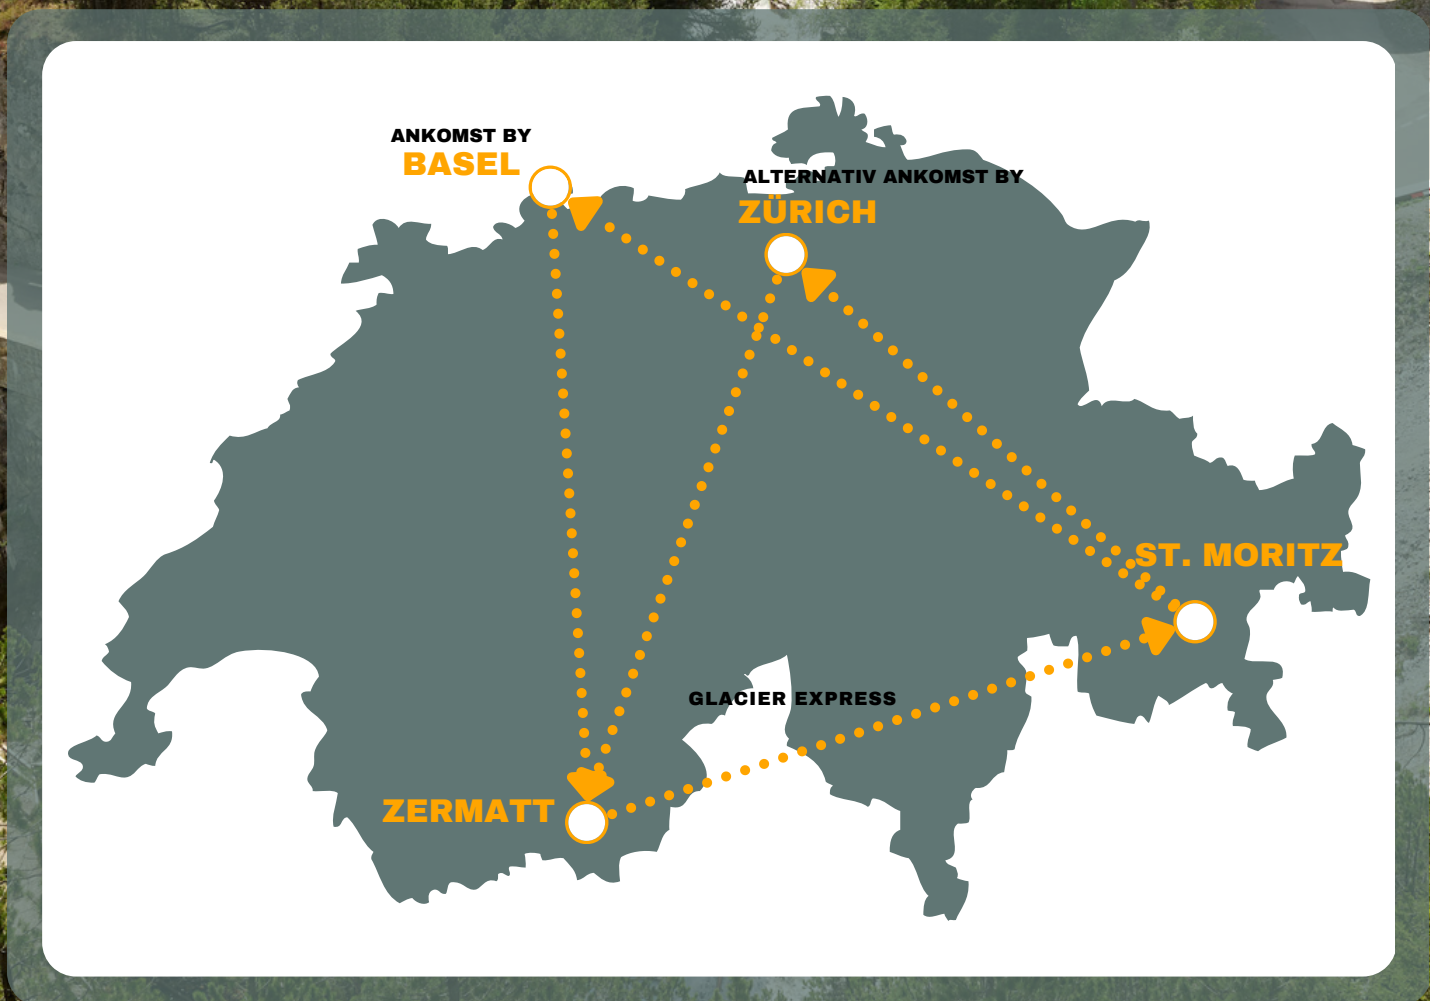 ANKOMST BY
BASEL
ALTERNATIV ANKOMST BY
ZÜRICH
ST. MORITZ
GLACIER EXPRESS
ZERMATT